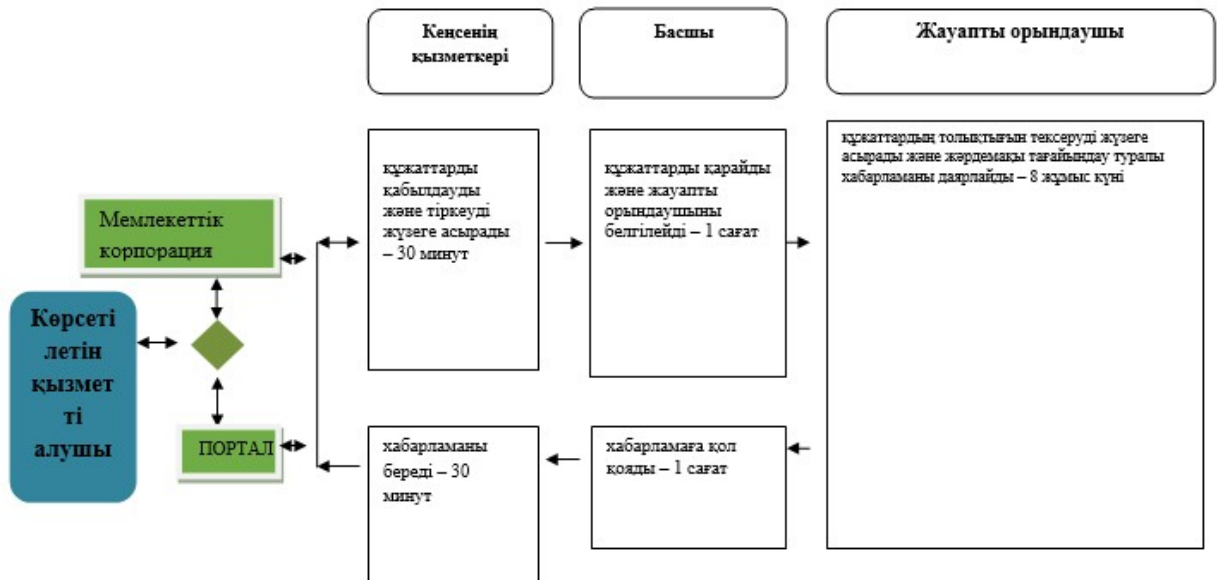 Кеңсенің
қызметкері
Басшы
Жауапты орындаушы
құжаттарды
қабылдауды
және тіркеуді
жүзеге асырады
– 30 минут
құжаттарды қарайды
және жауапты
орындаушыны
белгілейді – 1 сағат
құжаттардың толықтығын тексеруді жүзеге
асырады және жәрдемақы тағайындау туралы
хабарламаны даярлайды – 8 жұмыс күні
Мемлекеттік
корпорация
Көрсеті
летін
қызмет
ті
алушы
ПОРТАЛ
хабарламаны
береді – 30
минут
хабарламаға қол
қояды – 1 сағат